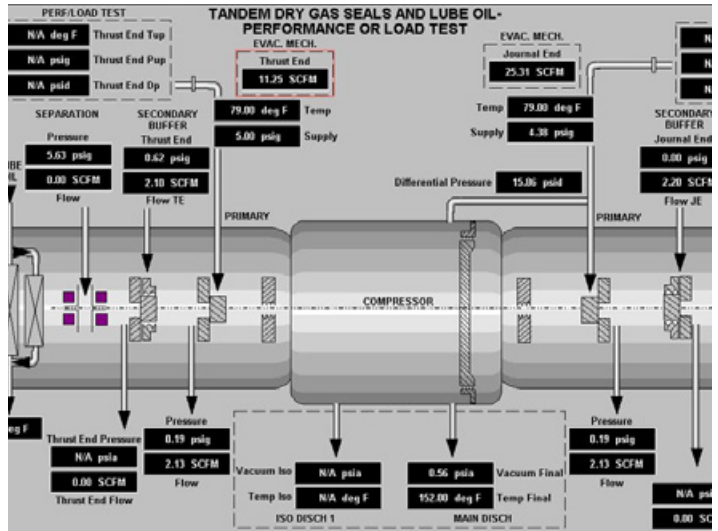 PERF/LOAD TEST
TANDEM DRY GAS SEALS AND LUBE OIL-
PERFORMANCE OR LOAD TEST
N/A deg F Thrust End Tup
N/A psig Thrust End Pup
N/A psid Thrust End Dp
EVAC. MECH.
Thrust End
11.25 SCFM
EVAC. MECH.
Journal End
25.31 SCFM
79.00 deg F Temp
5.00 psig Supply
Temp 79.00 deg F
Supply 4.38 psig
SEPARATION
Pressure
5.63 psig
0.00 SCFM
Flow
SECONDARY
BUFFER
Thrust End
0.62 psig
2.10 SCFM
Flow TE
SECONDARY
BUFFER
Journal End
0.00 psig
2.20 SCFM
Flow JE
Differential Pressure 15.06 psid
PRIMARY
PRIMARY
COMPRESSOR
Thrust End Pressure
N/A psia
0.00 SCFM
Thrust End Flow
Pressure
0.19 psig
2.13 SCFM
Flow
Vacuum Iso N/A psia
Temp Iso N/A deg F
ISO DISCH 1
0.56 psia Vacuum Final
152.00 deg F Temp Final
MAIN DISCH
Pressure
0.19 psig
2.13 SCFM
Flow